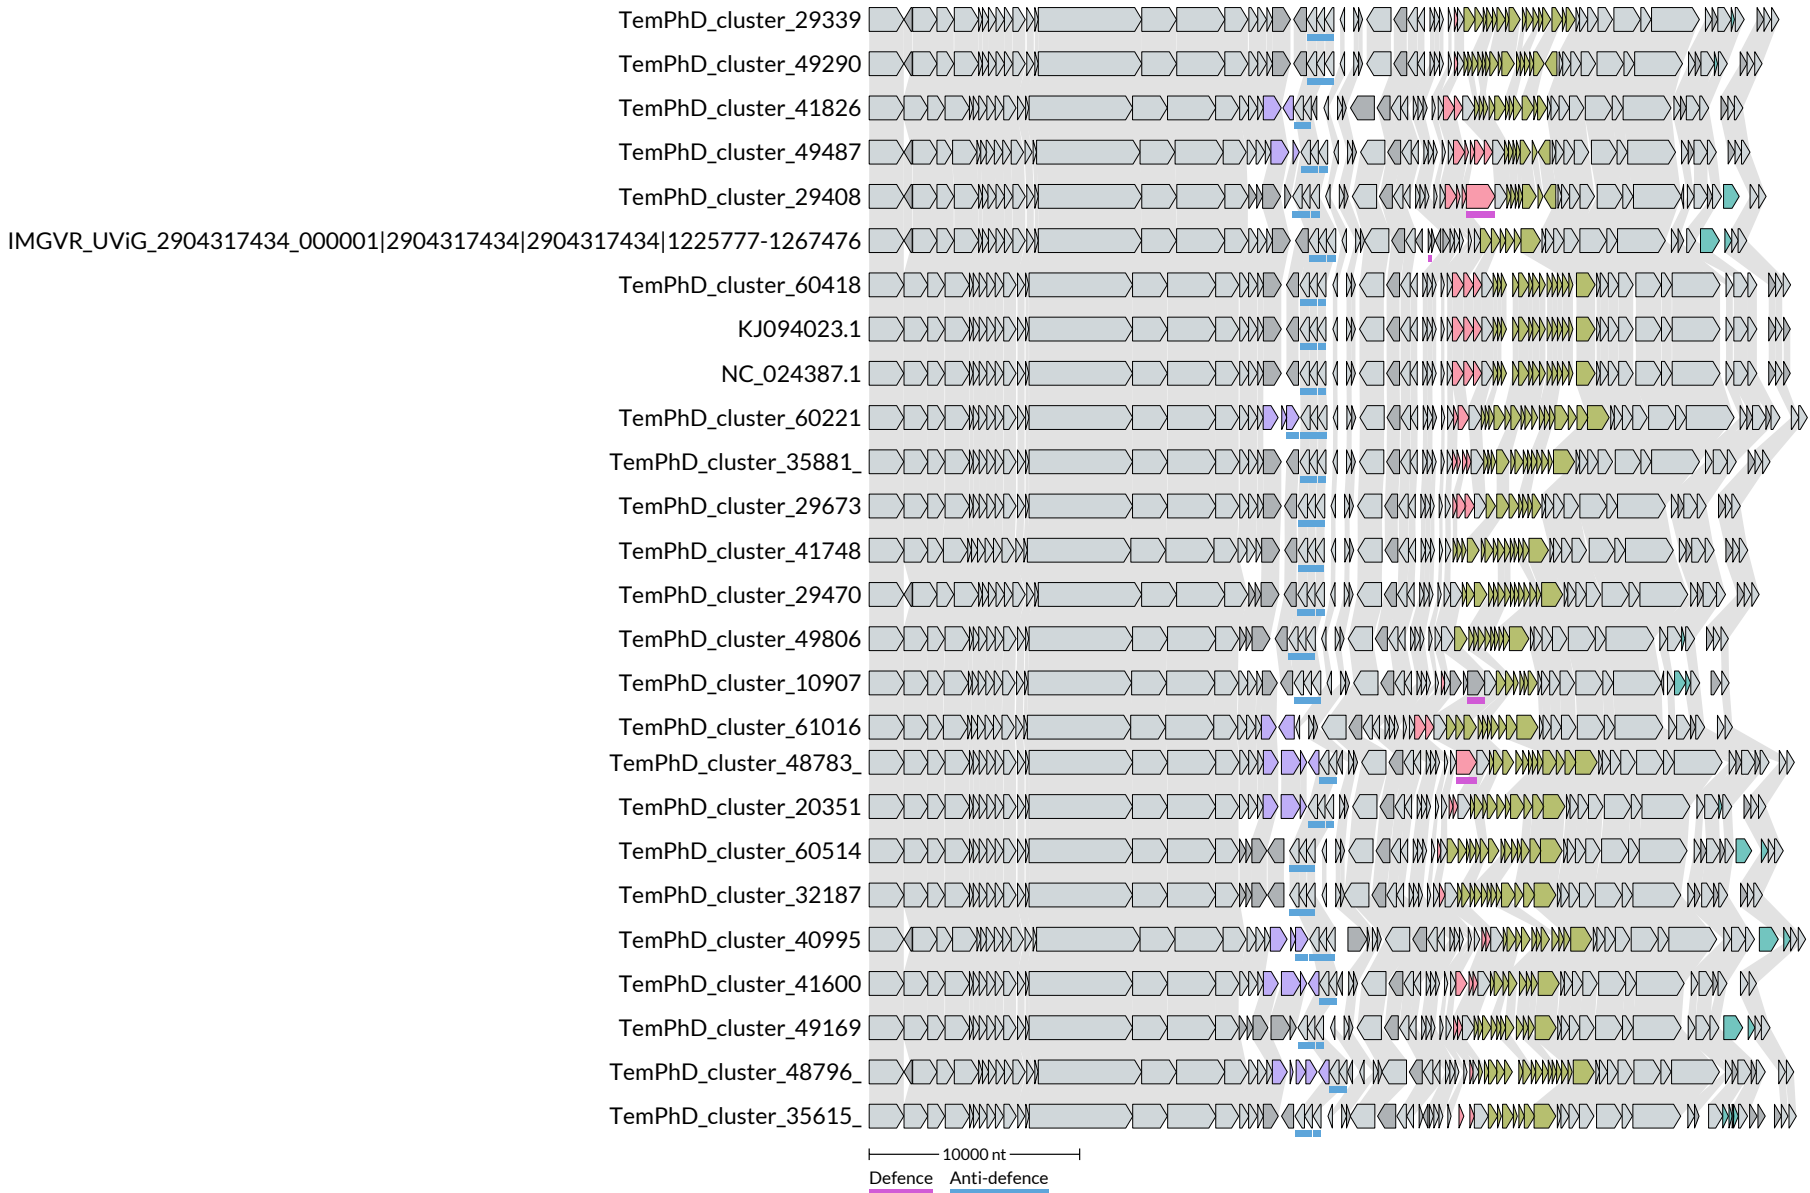 TemPhD_cluster_29339
TemPhD_cluster_49290
TemPhD_cluster_41826
TemPhD_cluster_49487
TemPhD_cluster_29408
IMGVR_UViG_2904317434_000001|2904317434|2904317434|1225777-1267476
TemPhD_cluster_60418
KJ094023.1
NC_024387.1
TemPhD_cluster_60221
TemPhD_cluster_35881_
TemPhD_cluster_29673
TemPhD_cluster_41748
TemPhD_cluster_29470
TemPhD_cluster_49806
TemPhD_cluster_10907
TemPhD_cluster_61016
TemPhD_cluster_48783_
TemPhD_cluster_20351
TemPhD_cluster_60514
TemPhD_cluster_32187
TemPhD_cluster_40995
TemPhD_cluster_41600
TemPhD_cluster_49169
TemPhD_cluster_48796_
TemPhD_cluster_35615_
10000 nt
Defence Anti-defence